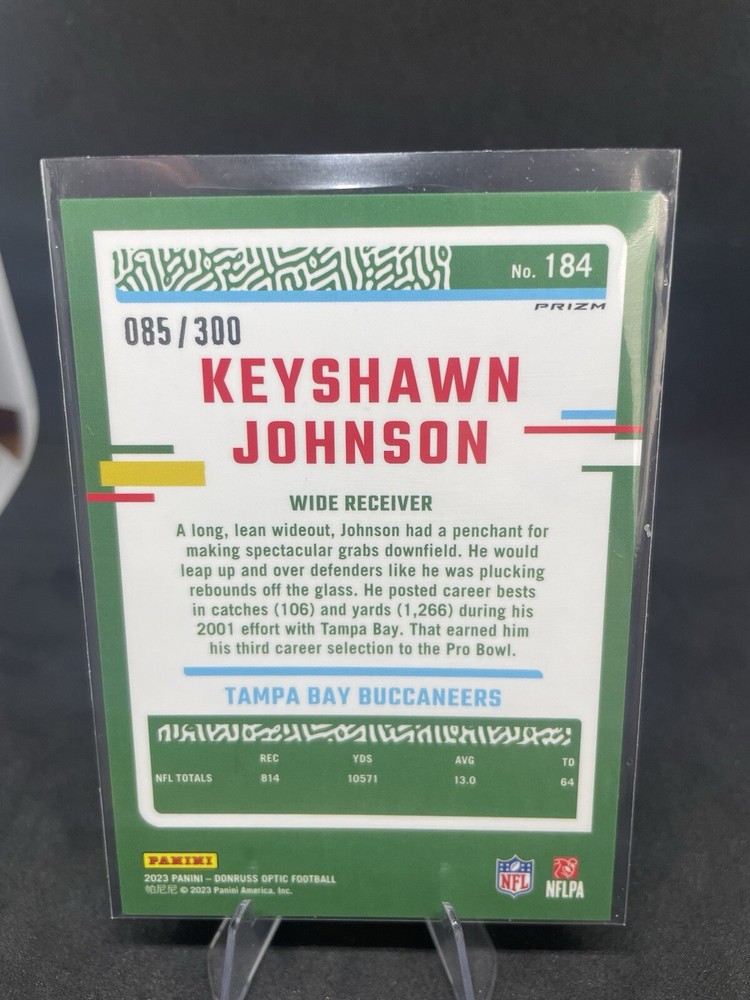 No. 184
PRIZM
085/300
KEYSHAWN
JOHNSON
WIDE RECEIVER
A long, lean wideout, Johnson had a penchant for
making spectacular grabs downfield. He would
leap up and over defenders like he was plucking
rebounds off the glass. He posted career bests
in catches (106) and yards (1,266) during his
2001 effort with Tampa Bay. That earned him
his third career selection to the Pro Bowl.
TAMPA BAY BUCCANEERS
REC YDS AVG TD
NFL TOTALS 814 10571 13.0 64
PANINI
2023 PANINI – DONRUSS OPTIC FOOTBALL
帕尼尼 © 2023 Panini America, Inc.
NFL
NFLPA